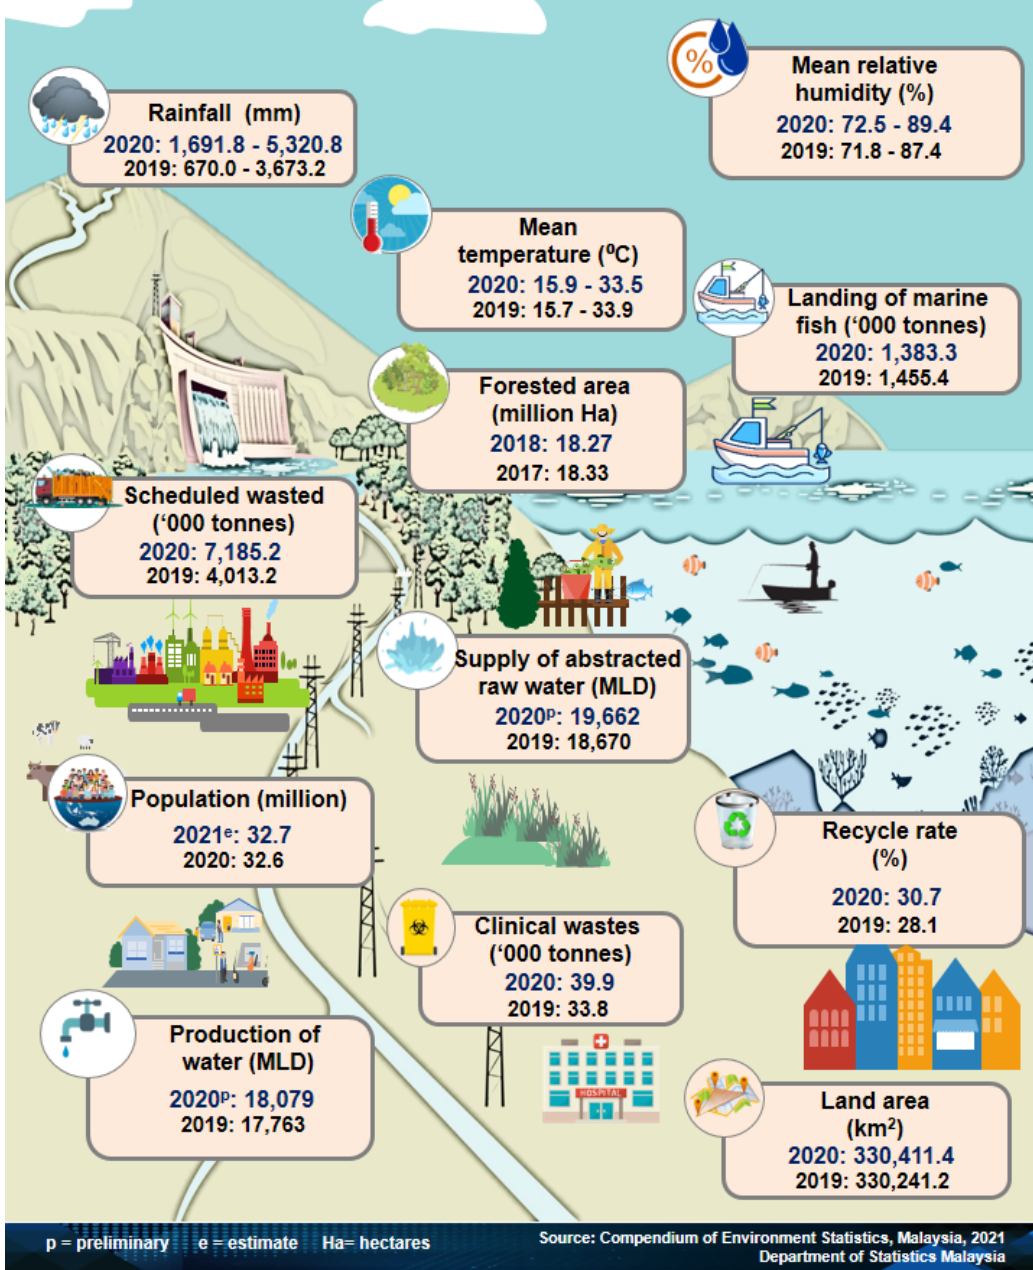 Mean relative
humidity (%)
2020: 72.5 - 89.4
2019: 71.8 - 87.4
%
Rainfall (mm)
2020: 1,691.8 - 5,320.8
2019: 670.0 - 3,673.2
Mean
temperature (⁰C)
2020: 15.9 - 33.5
2019: 15.7 - 33.9
Landing of marine
fish (‘000 tonnes)
2020: 1,383.3
2019: 1,455.4
Forested area
(million Ha)
2018: 18.27
2017: 18.33
Scheduled wasted
(‘000 tonnes)
2020: 7,185.2
2019: 4,013.2
Supply of abstracted
raw water (MLD)
2020ᵖ: 19,662
2019: 18,670
Population (million)
2021ᵉ: 32.7
2020: 32.6
Recycle rate
(%)
2020: 30.7
2019: 28.1
Clinical wastes
(‘000 tonnes)
2020: 39.9
2019: 33.8
Production of
water (MLD)
2020ᵖ: 18,079
2019: 17,763
HOSPITAL
Land area
(km²)
2020: 330,411.4
2019: 330,241.2
p = preliminary e = estimate Ha= hectares
Source: Compendium of Environment Statistics, Malaysia, 2021
Department of Statistics Malaysia